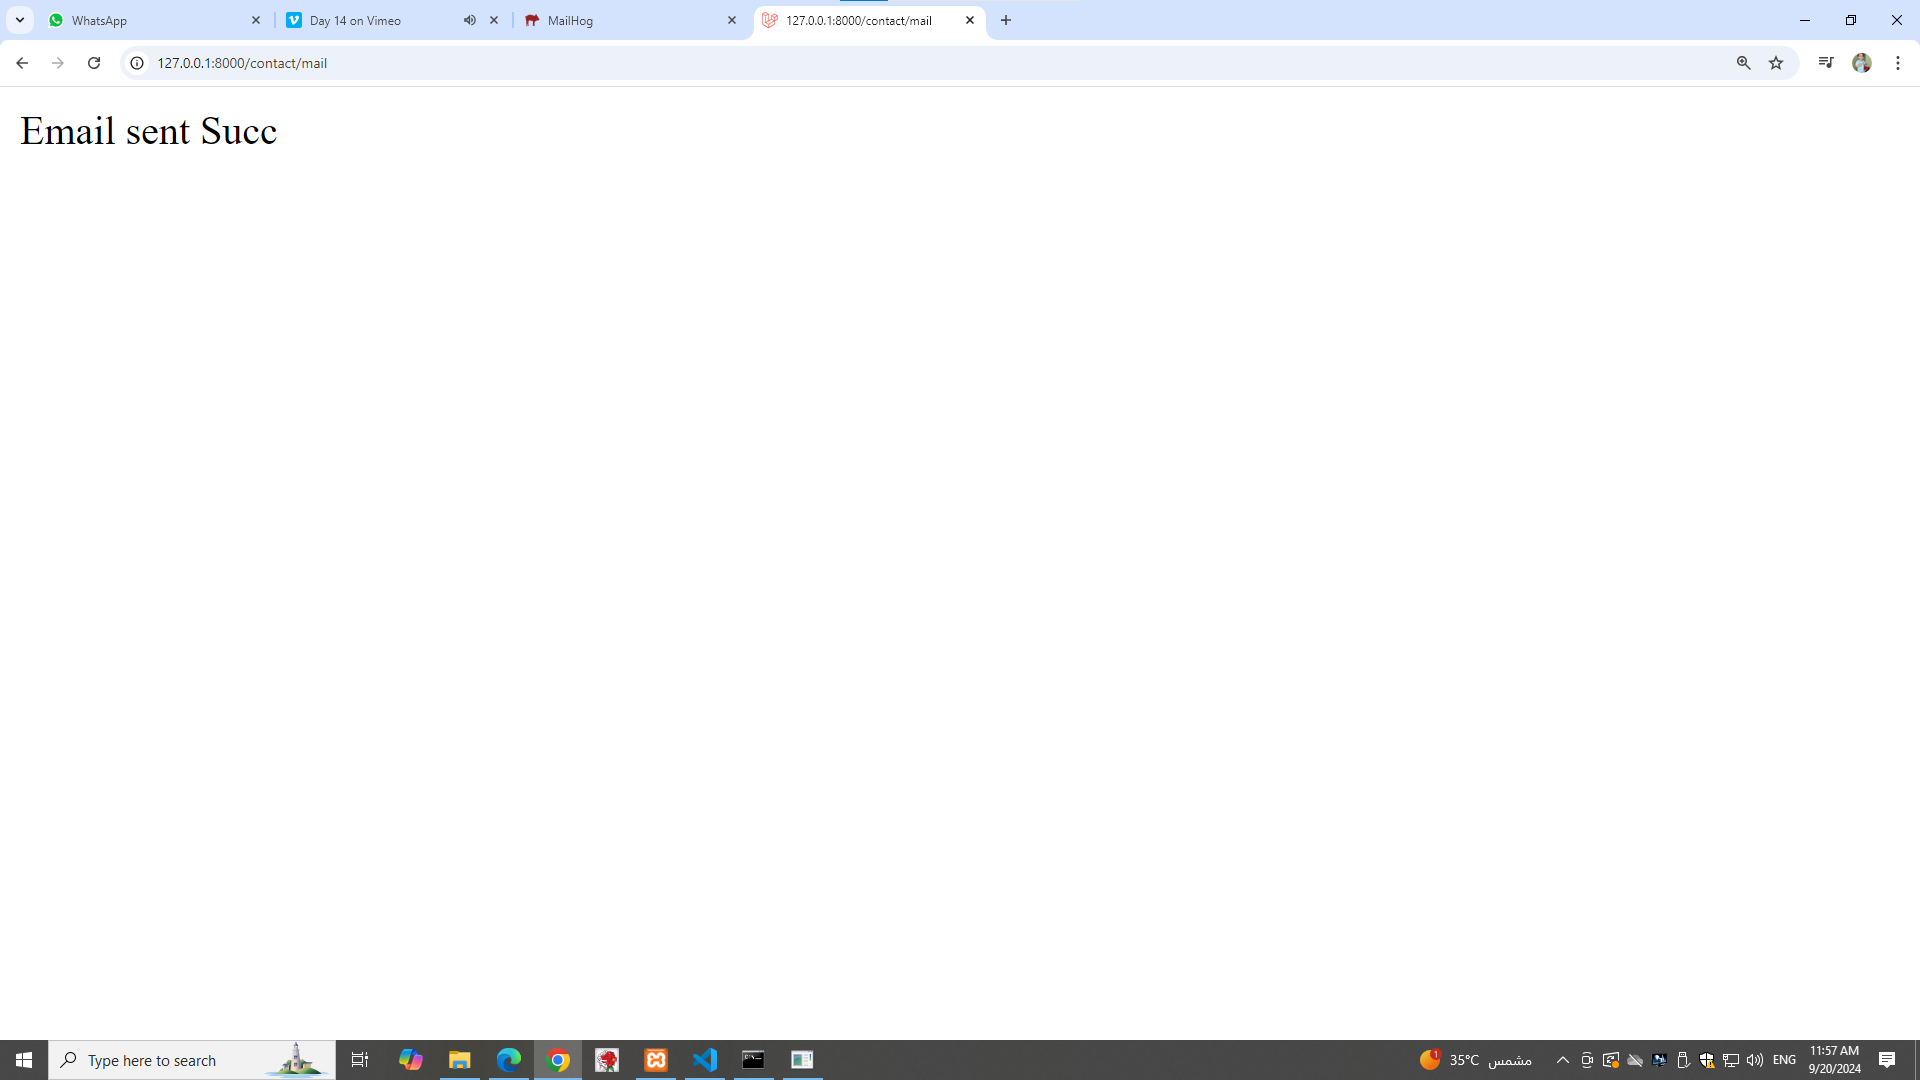 WhatsApp
Day 14 on Vimeo
MailHog
127.0.0.1:8000/contact/mail
127.0.0.1:8000/contact/mail
Email sent Succ
Type here to search
1
35°C مشمس
ENG
11:57 AM
9/20/2024